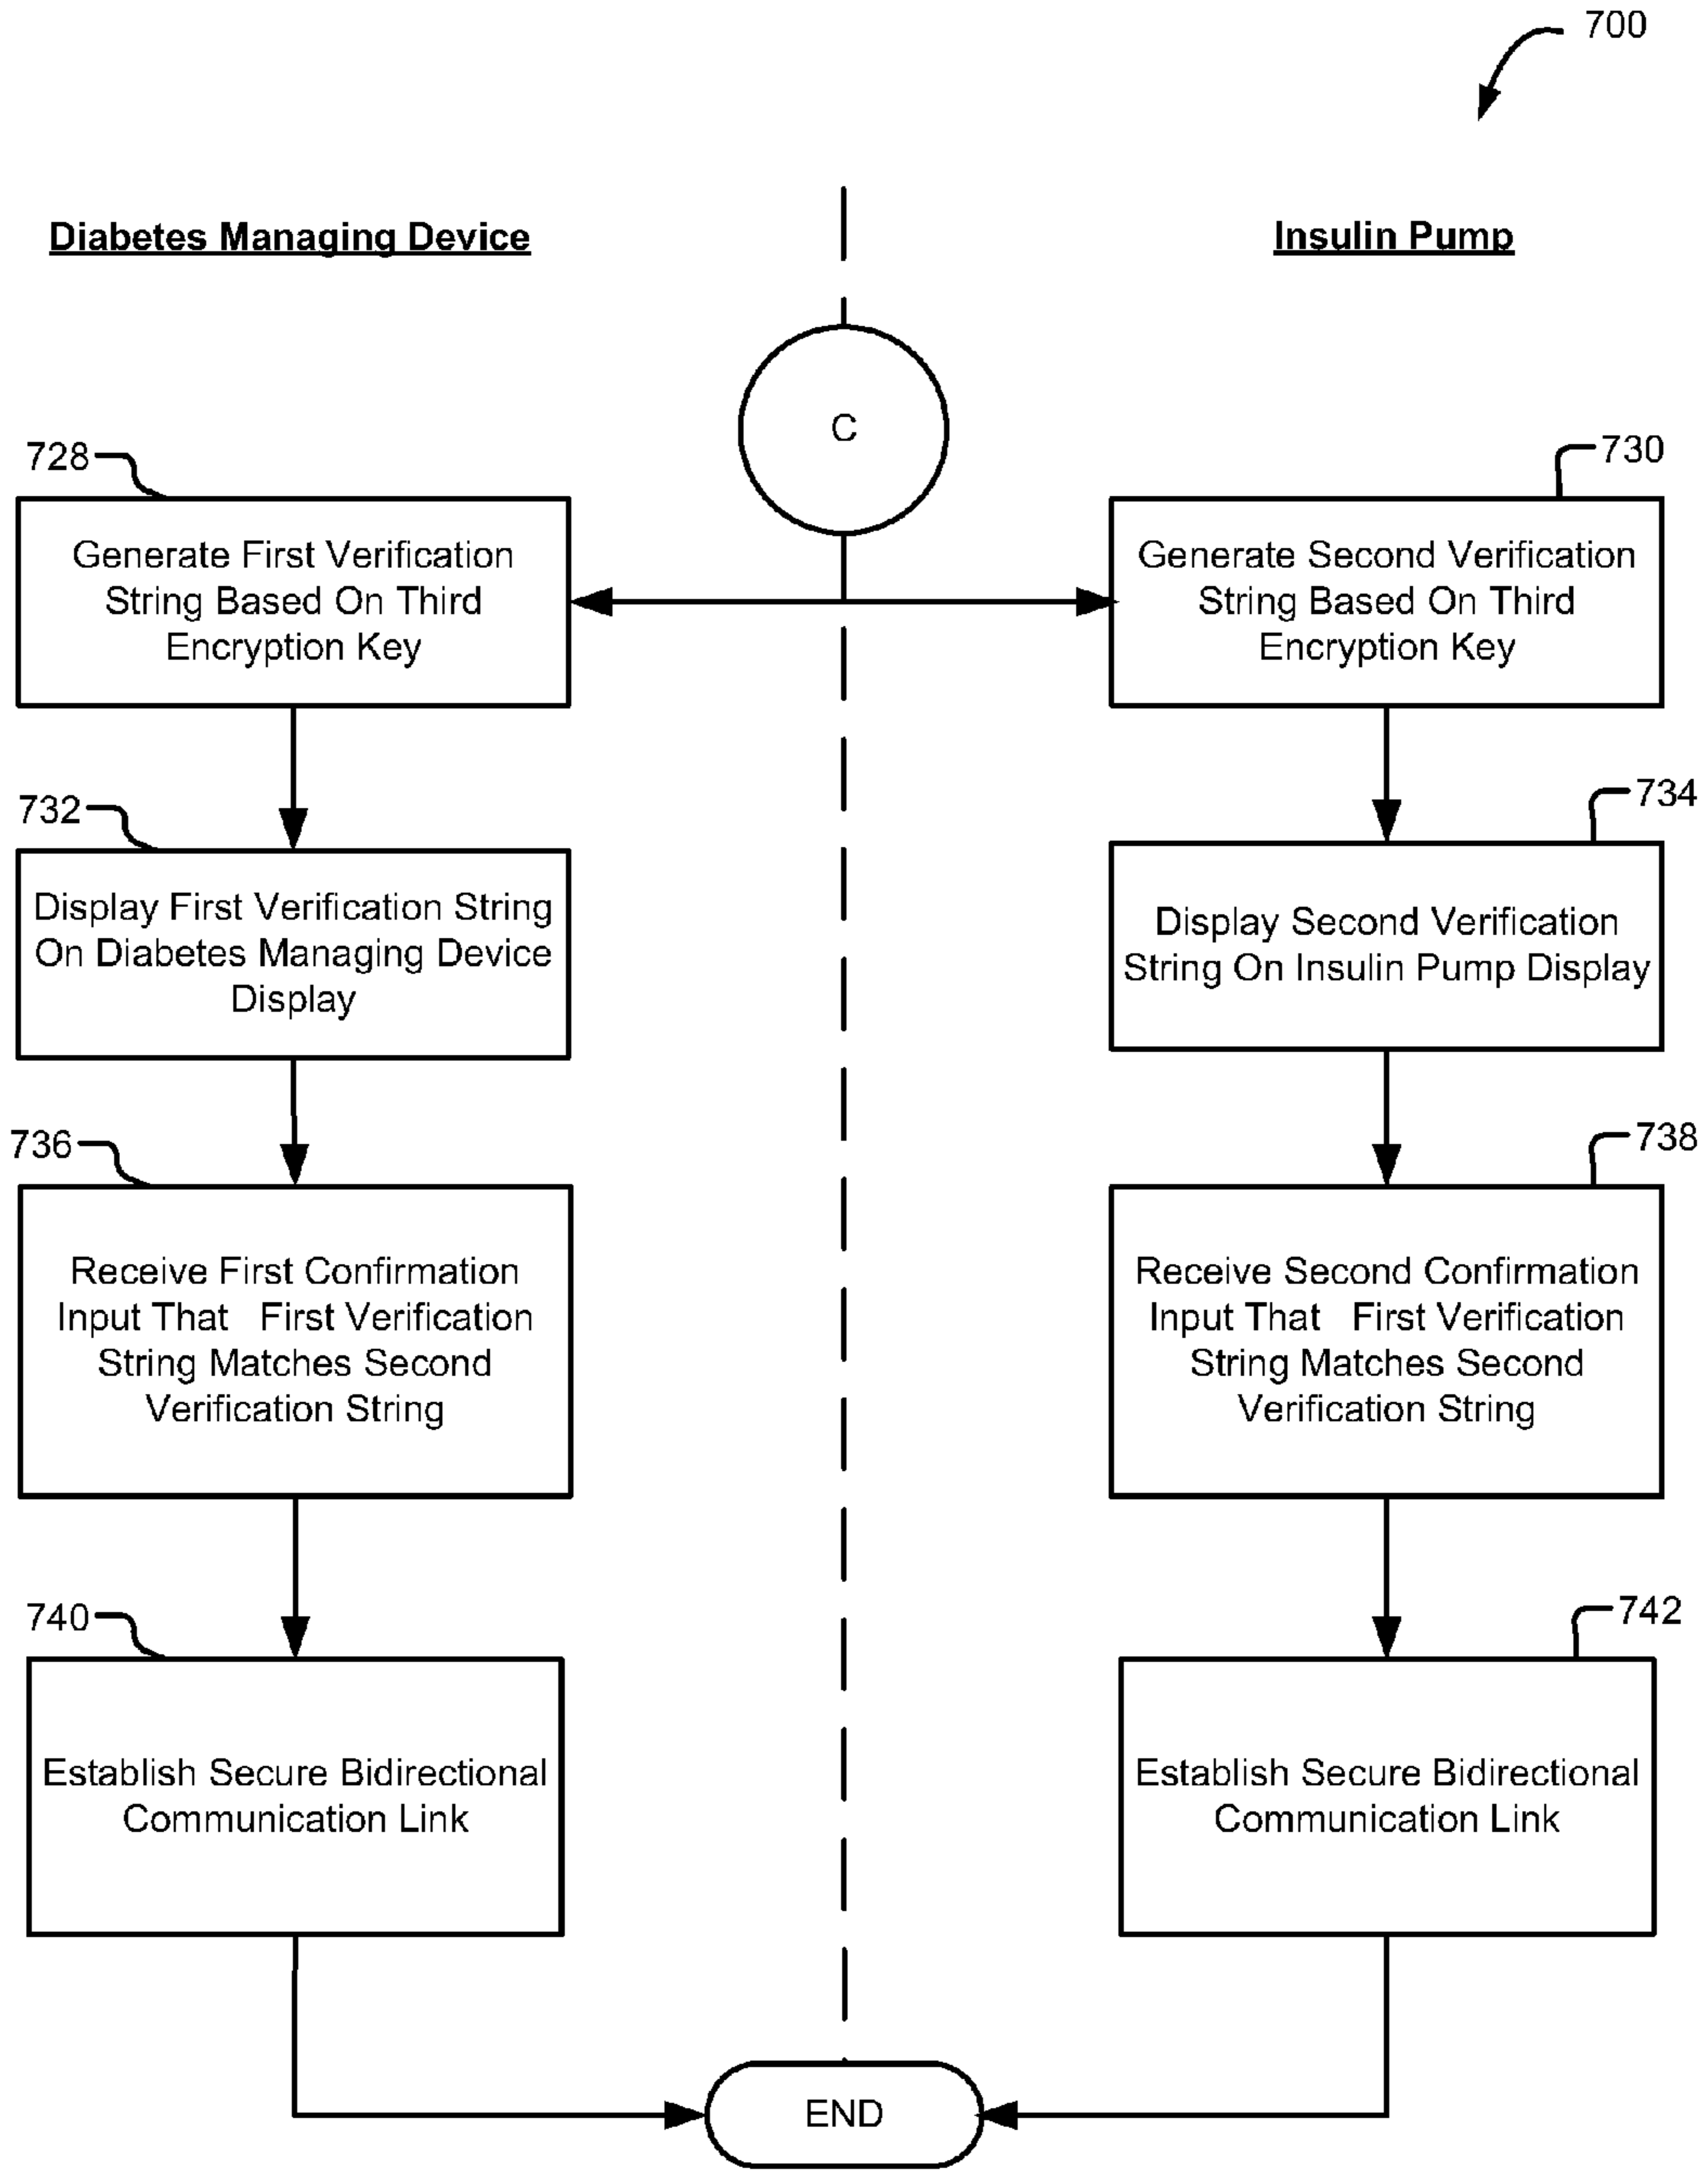 700
Diabetes Managing Device
Insulin Pump
C
728
730
Generate First Verification
String Based On Third
Encryption Key
Generate Second Verification
String Based On Third
Encryption Key
732
734
Display First Verification String
On Diabetes Managing Device
Display
Display Second Verification
String On Insulin Pump Display
736
738
Receive First Confirmation
Input That First Verification
String Matches Second
Verification String
Receive Second Confirmation
Input That First Verification
String Matches Second
Verification String
740
742
Establish Secure Bidirectional
Communication Link
Establish Secure Bidirectional
Communication Link
END